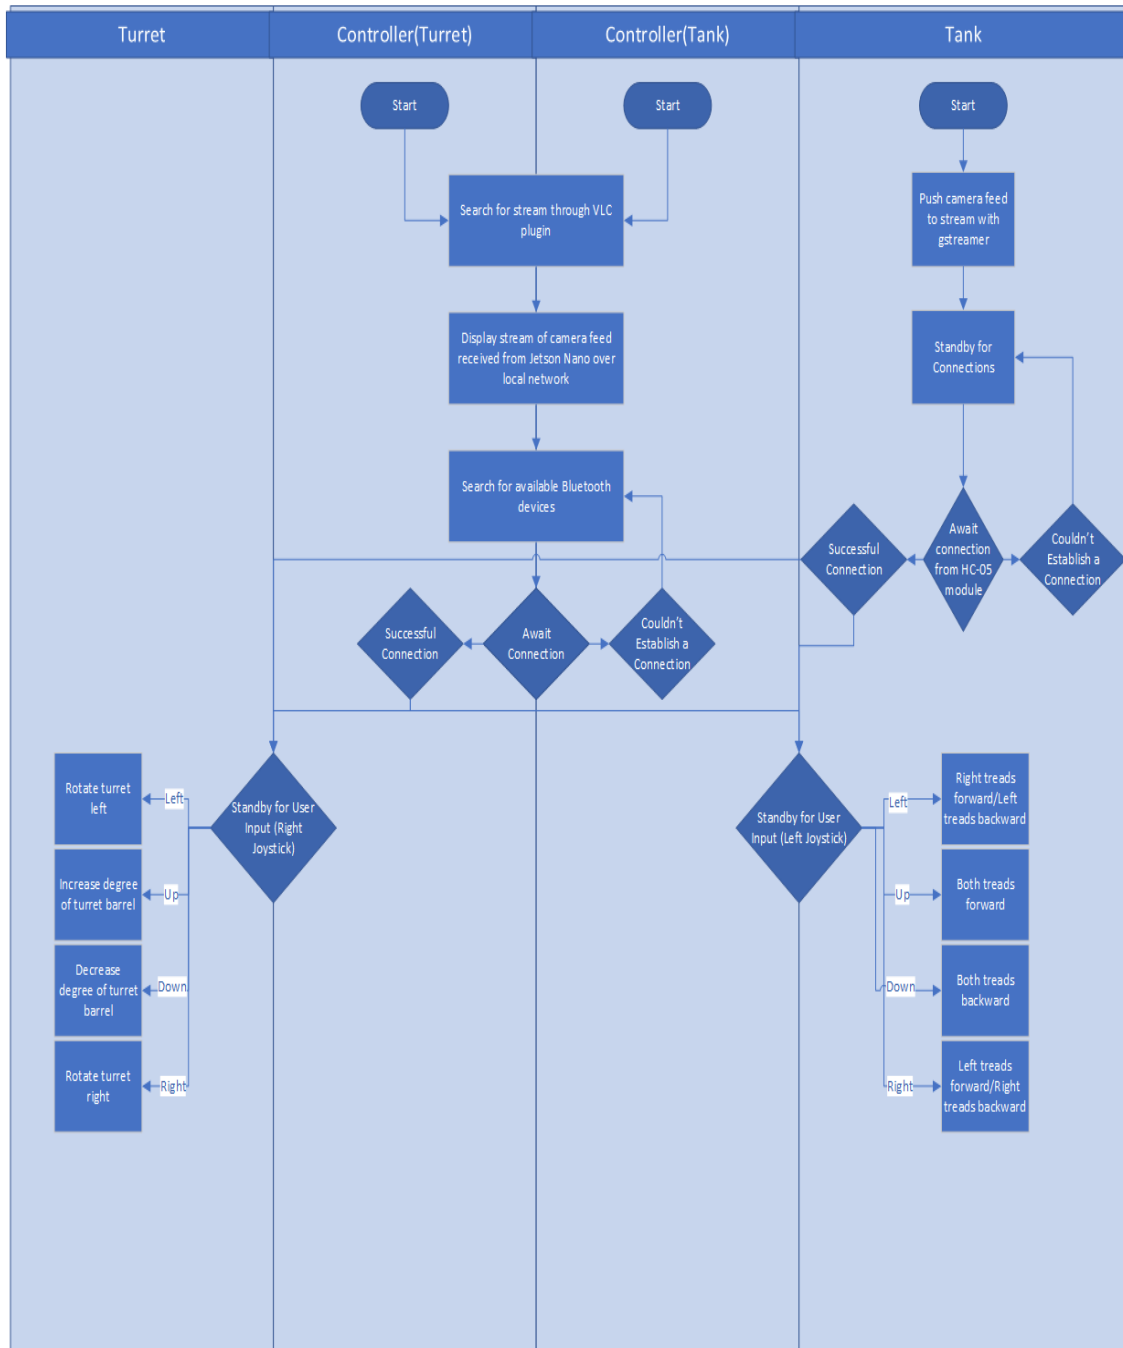 Turret
Controller(Turret)
Controller(Tank)
Tank
Start
Start
Start
Search for stream through VLC
plugin
Push camera feed
to stream with
gstreamer
Display stream of camera feed
received from Jetson Nano over
local network
Standby for
Connections
Search for available Bluetooth
devices
Successful
Connection
Await
connection
from HC-05
module
Couldn't
Establish a
Connection
Successful
Connection
Await
Connection
Couldn't
Establish a
Connection
Rotate turret
left
Left
Increase degree
of turret barrel
Up
Decrease
degree of turret
barrel
Down
Rotate turret
right
Right
Standby for User
Input (Right
Joystick)
Standby for User
Input (Left Joystick)
Left
Right treads
forward/Left
treads backward
Up
Both treads
forward
Down
Both treads
backward
Right
Left treads
forward/Right
treads backward